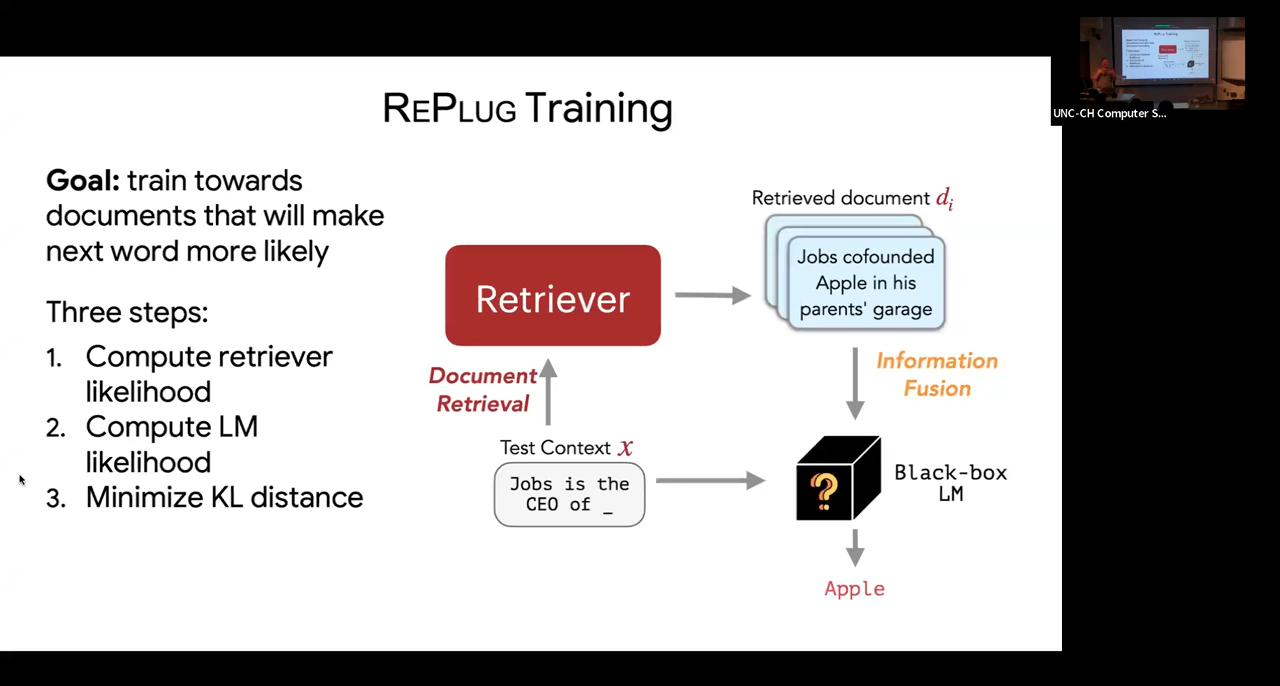 REPLUG Training
Goal: train towards
documents that will make
next word more likely
Three steps:
1. Compute retriever
likelihood
2. Compute LM
likelihood
3. Minimize KL distance
Retriever
Document
Retrieval
Test Context x
Jobs is the
CEO of _
Retrieved document di
Jobs cofounded
Apple in his
parents' garage
Information
Fusion
?
Black-box
LM
Apple
RePlug Training
UNC-CH Computer S...